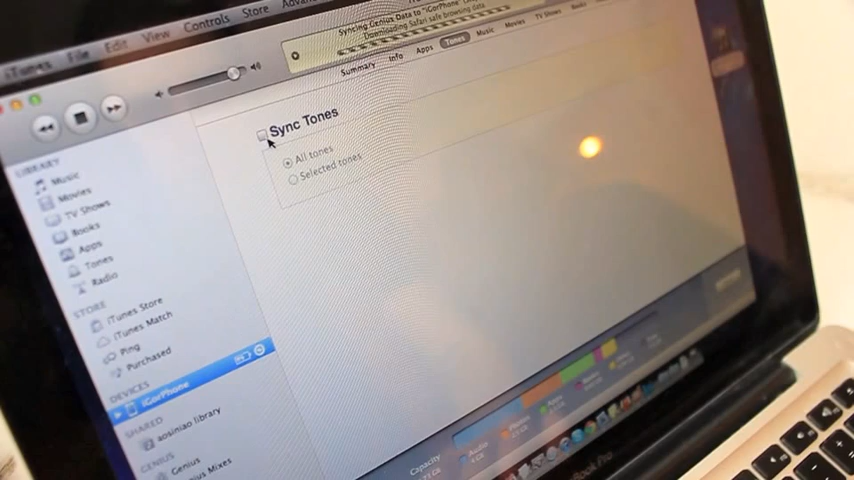 iTunes File Edit View Controls Store
Syncing Genius Data to "iGorPhone"
Downloading Safari safe browsing data
Summary Info Apps Tones Music Movies TV Shows Books
Sync Tones
All tones
Selected tones
LIBRARY
Music
Movies
TV Shows
Books
Apps
Tones
Radio
STORE
iTunes Store
iTunes Match
Ping
Purchased
DEVICES
iGorPhone
SHARED
aosiniao library
GENIUS
Genius
Genius Mixes
Capacity
Audio
Apps
Book Pro